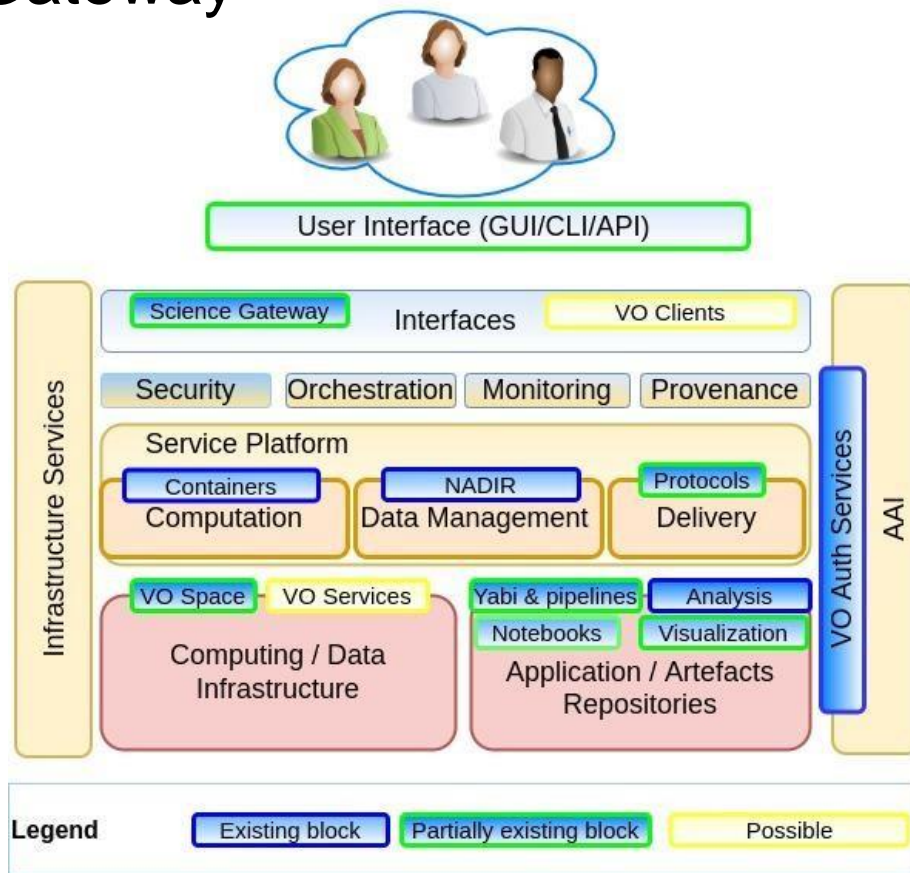 Gateway
User Interface (GUI/CLI/API)
Science Gateway
Interfaces
VO Clients
Security
Orchestration
Monitoring
Provenance
Infrastructure Services
Service Platform
Containers
Computation
NADIR
Data Management
Protocols
Delivery
VO Auth Services
AAI
VO Space
VO Services
Computing / Data
Infrastructure
Yabi & pipelines
Analysis
Notebooks
Visualization
Application / Artefacts
Repositories
Legend
Existing block
Partially existing block
Possible